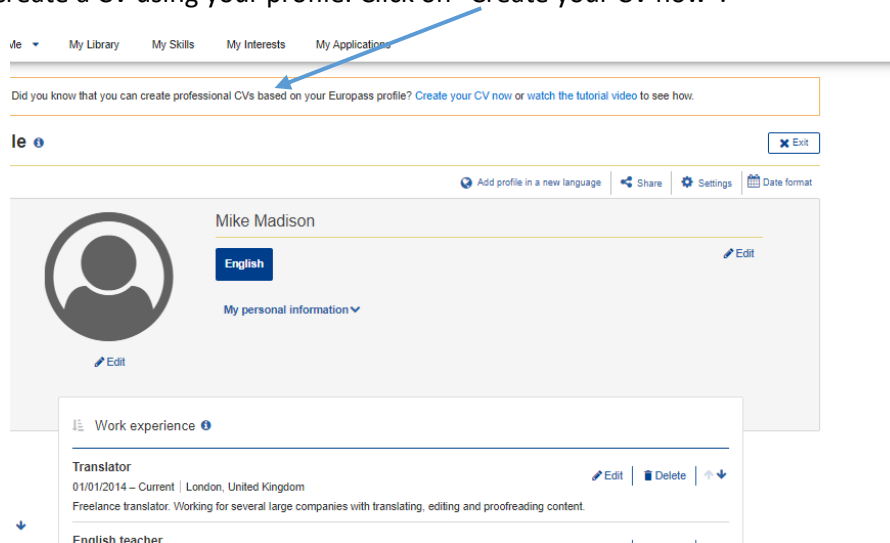 create a CV using your profile. Click on "Create your CV now".
Me My Library My Skills My Interests My Applications
Did you know that you can create professional CVs based on your Europass profile? Create your CV now or watch the tutorial video to see how.
le
Exit
Add profile in a new language Share Settings Date format
Mike Madison
English
Edit
My personal information
Edit
Work experience
Translator
Edit Delete
01/01/2014 – Current London, United Kingdom
Freelance translator. Working for several large companies with translating, editing and proofreading content.
English teacher